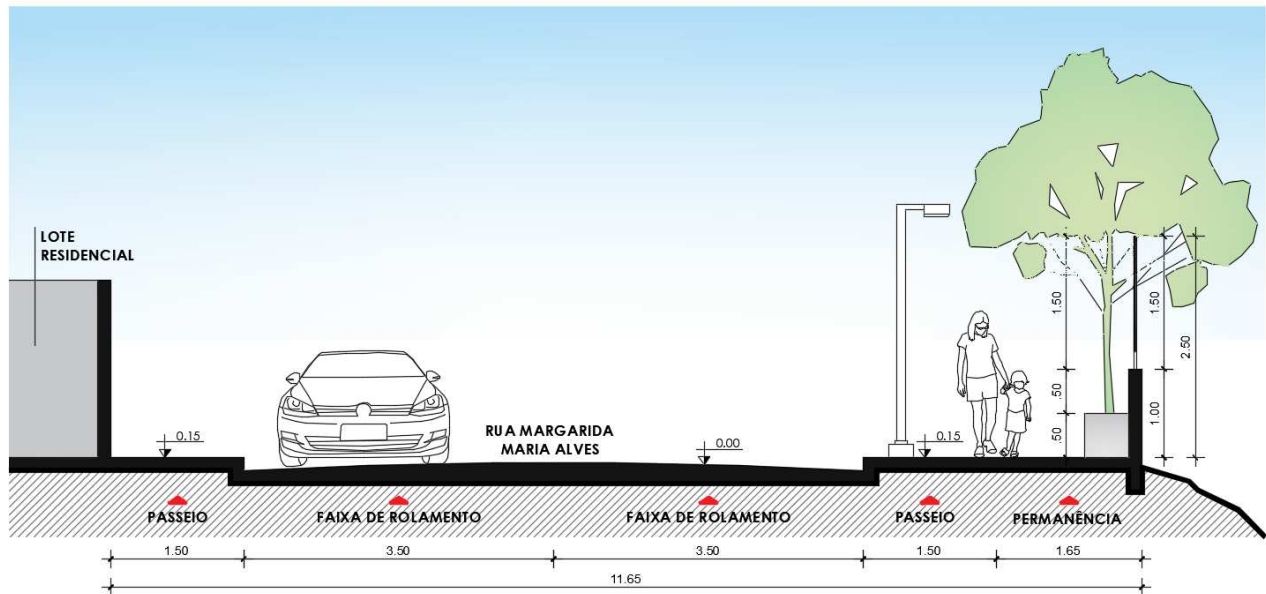 LOTE
RESIDENCIAL
1.50
1.50
2.50
.50
.50
1.00
0.15
RUA MARGARIDA
MARIA ALVES
0.00
0.15
PASSEIO
FAIXA DE ROLAMENTO
FAIXA DE ROLAMENTO
PASSEIO
PERMANÊNCIA
1.50
3.50
3.50
1.50
1.65
11.65